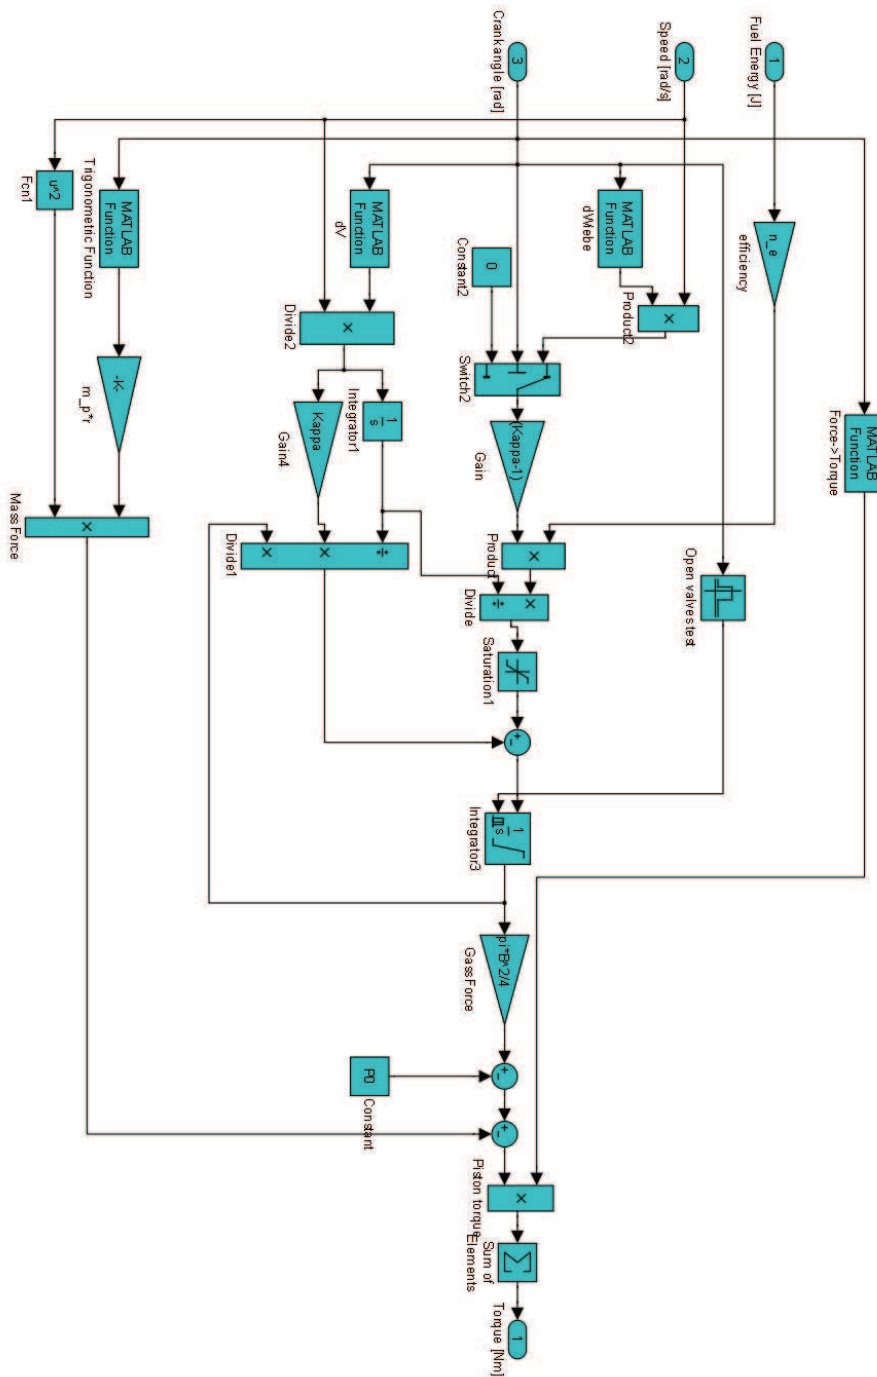 MATLAB
Function
Force->Torque
1
Fuel Energy [J]
n_e
efficiency
Open valves test
2
Speed [rad/s]
MATLAB
Function
dWiebe
×
Product2
3
Crankangle [rad]
0
Constant2
Switch2
(Kappa-1)
Gain
×
Product
×
÷
Divide
Saturation1
+
-
1
s
Integrator3
pi*B^2/4
GassForce
+
-
+
-
×
Piston torque
Sum of
Elements
1
Torque [Nm]
MATLAB
Function
dV
×
Divide2
1
s
Integrator1
Kappa
Gain4
÷
×
×
Divide1
P0
Constant
MATLAB
Function
Trigonometric Function
-K-
m_p*r
u^2
Fcn1
×
Mass Force